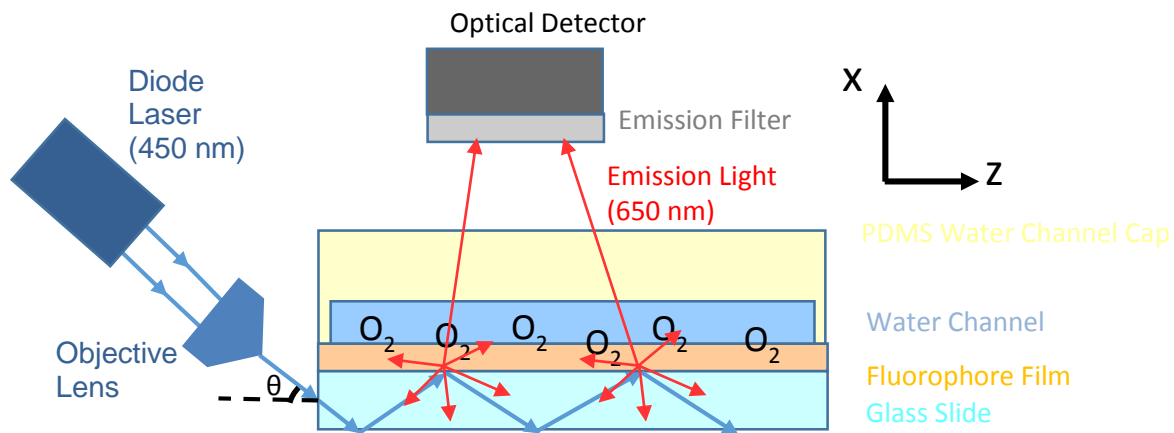 Optical Detector
Diode
Laser
(450 nm)
Emission Filter
X
Z
Emission Light
(650 nm)
PDMS Water Channel Cap
O2 O2 O2 O2 O2 O2
Water Channel
Objective
Lens
θ
Fluorophore Film
Glass Slide